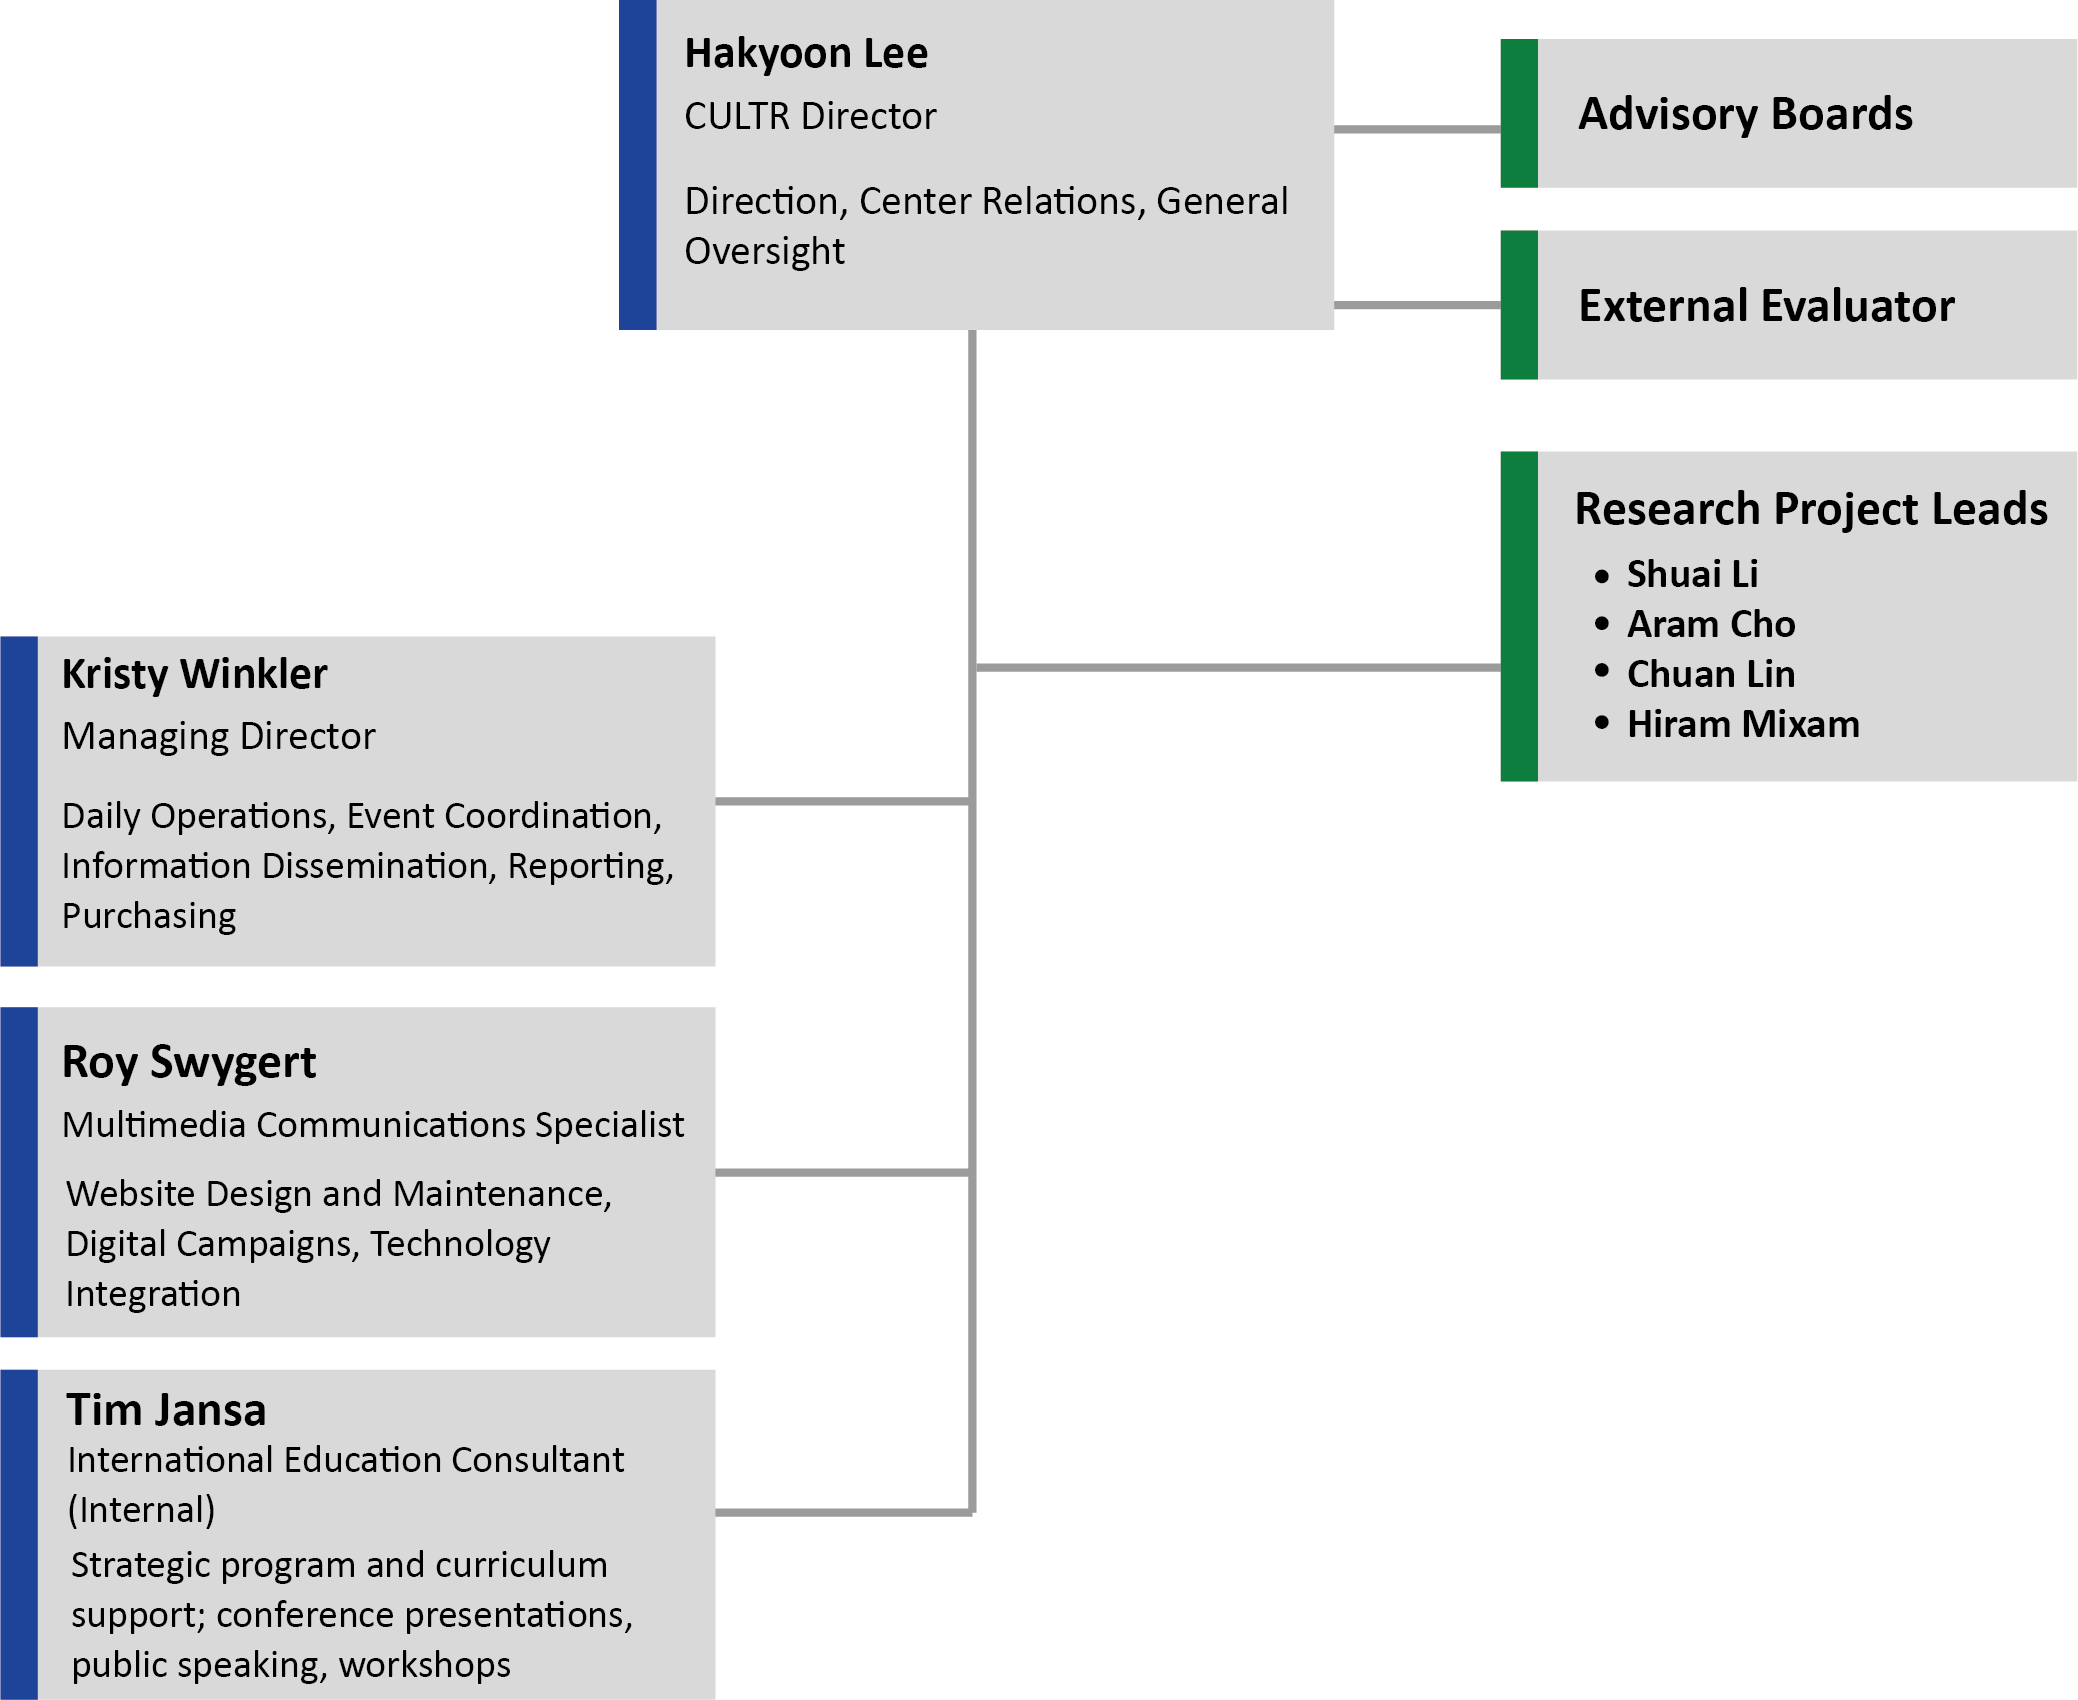 Hakyoon Lee
CULTR Director
Direction, Center Relations, General
Oversight
Advisory Boards
External Evaluator
Research Project Leads
• Shuai Li
• Aram Cho
• Chuan Lin
• Hiram Mixam
Kristy Winkler
Managing Director
Daily Operations, Event Coordination,
Information Dissemination, Reporting,
Purchasing
Roy Swygert
Multimedia Communications Specialist
Website Design and Maintenance,
Digital Campaigns, Technology
Integration
Tim Jansa
International Education Consultant
(Internal)
Strategic program and curriculum
support; conference presentations,
public speaking, workshops